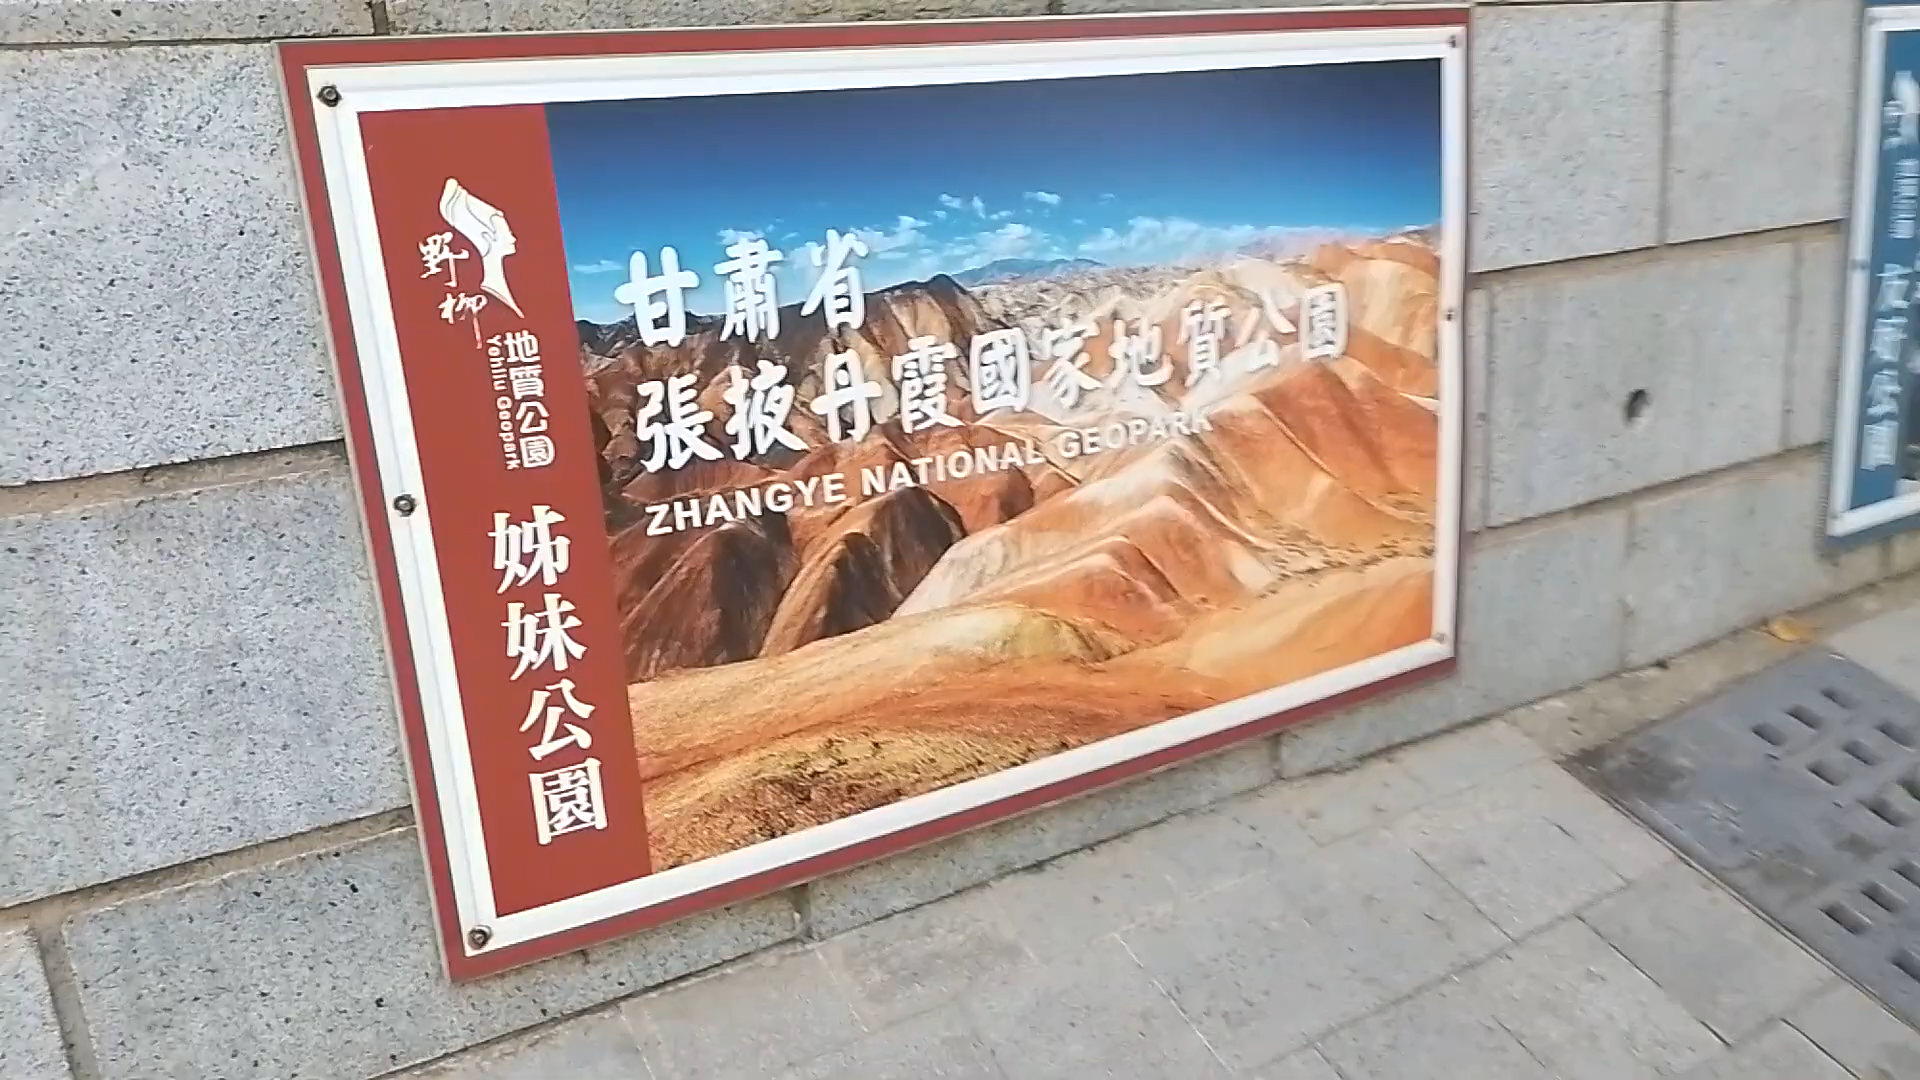 野柳
地質公園
Yehliu Geopark
姊妹公園
甘肅省
張掖丹霞國家地質公園
ZHANGYE NATIONAL GEOPARK